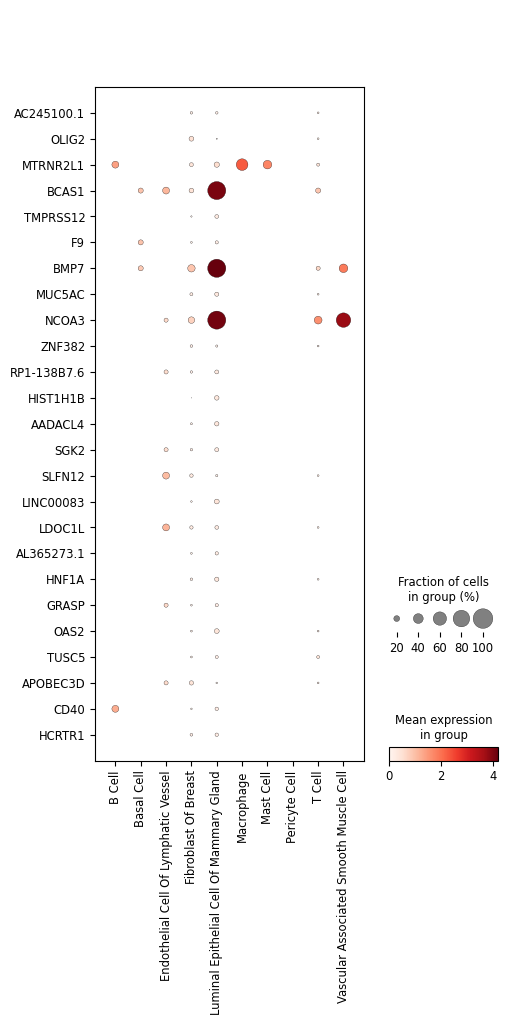 AC245100.1
OLIG2
MTRNR2L1
BCAS1
TMPRSS12
F9
BMP7
MUC5AC
NCOA3
ZNF382
RP1-138B7.6
HIST1H1B
AADACL4
SGK2
SLFN12
LINC00083
LDOC1L
AL365273.1
HNF1A
GRASP
OAS2
TUSC5
APOBEC3D
CD40
HCRTR1
B Cell
Basal Cell
Endothelial Cell Of Lymphatic Vessel
Fibroblast Of Breast
Luminal Epithelial Cell Of Mammary Gland
Macrophage
Mast Cell
Pericyte Cell
T Cell
Vascular Associated Smooth Muscle Cell
Fraction of cells
in group (%)
20 40 60 80 100
Mean expression
in group
0 2 4